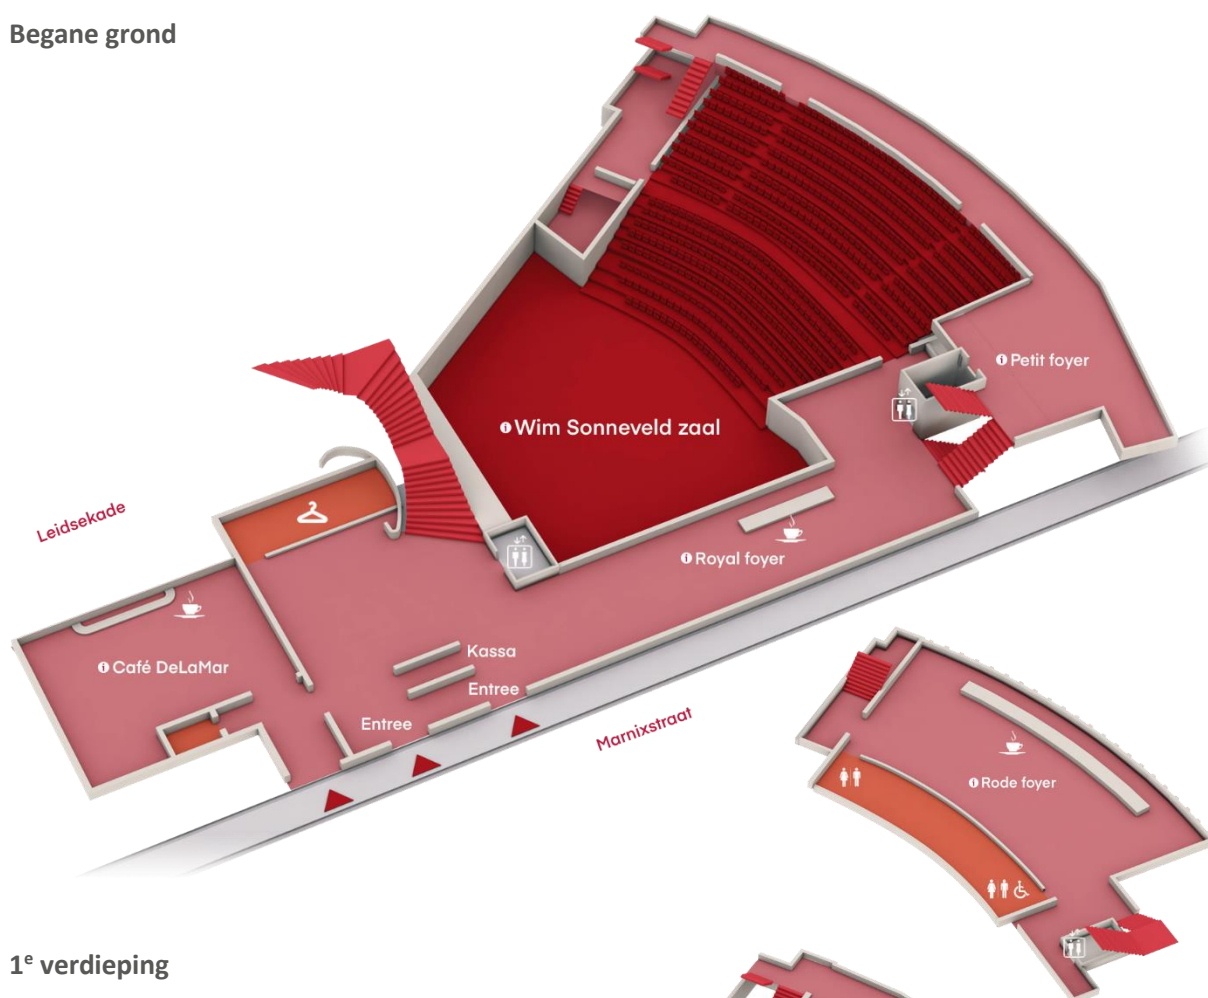 Begane grond
Petit foyer
Wim Sonneveld zaal
Leidsekade
Royal foyer
Kassa
Café DeLaMar
Entree
Entree
Marnixstraat
Rode foyer
1e verdieping